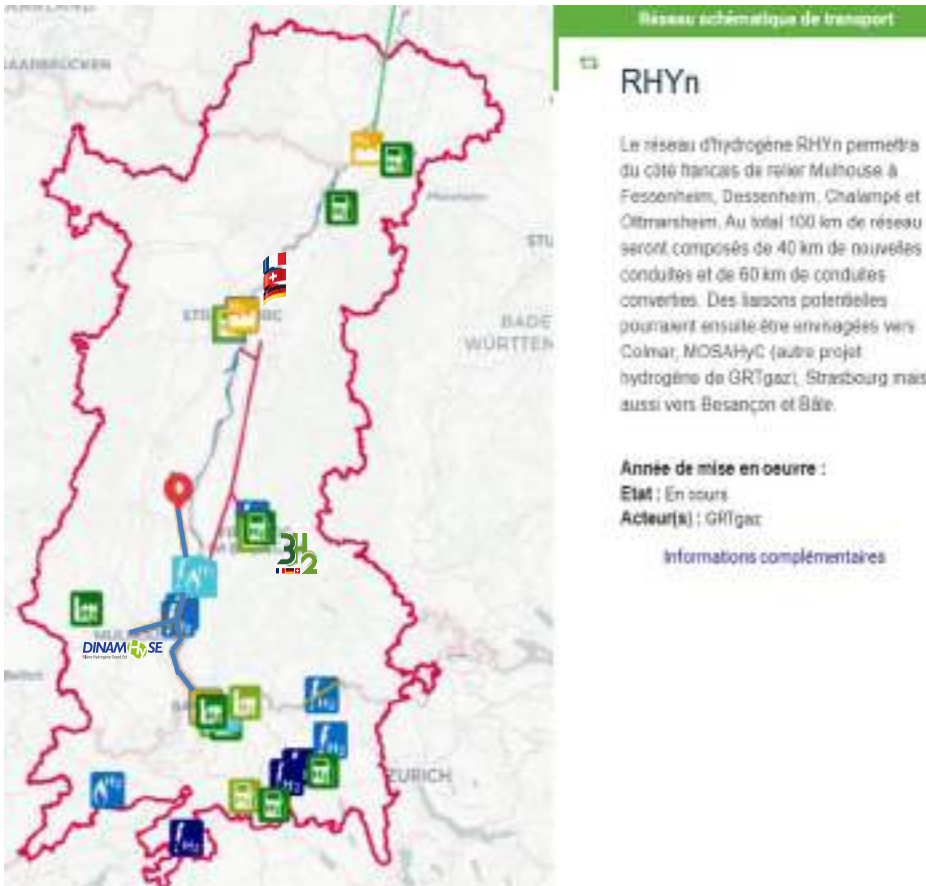 SAARBRÜCKEN
STU
BADE
WÜRTTEM
DINAMHySE
3H2
ZURICH
Réseau schématique de transport
RHYn
Le réseau d'hydrogène RHYn permettra
du côté francais de relier Mulhouse à
Fessenheim, Dessenheim, Chalampé et
Ottmarsheim. Au total 100 km de réseau
seront composés de 40 km de nouvelles
conduites et de 60 km de conduites
converties. Des liaisons potentielles
pourraient ensuite être envisagées vers
Colmar, MOSAHyC (autre projet
hydrogène de GRTgaz), Strasbourg mais
aussi vers Besançon et Bâle.
Année de mise en oeuvre :
Etat : En cours
Acteur(s) : GRTgaz
Informations complémentaires